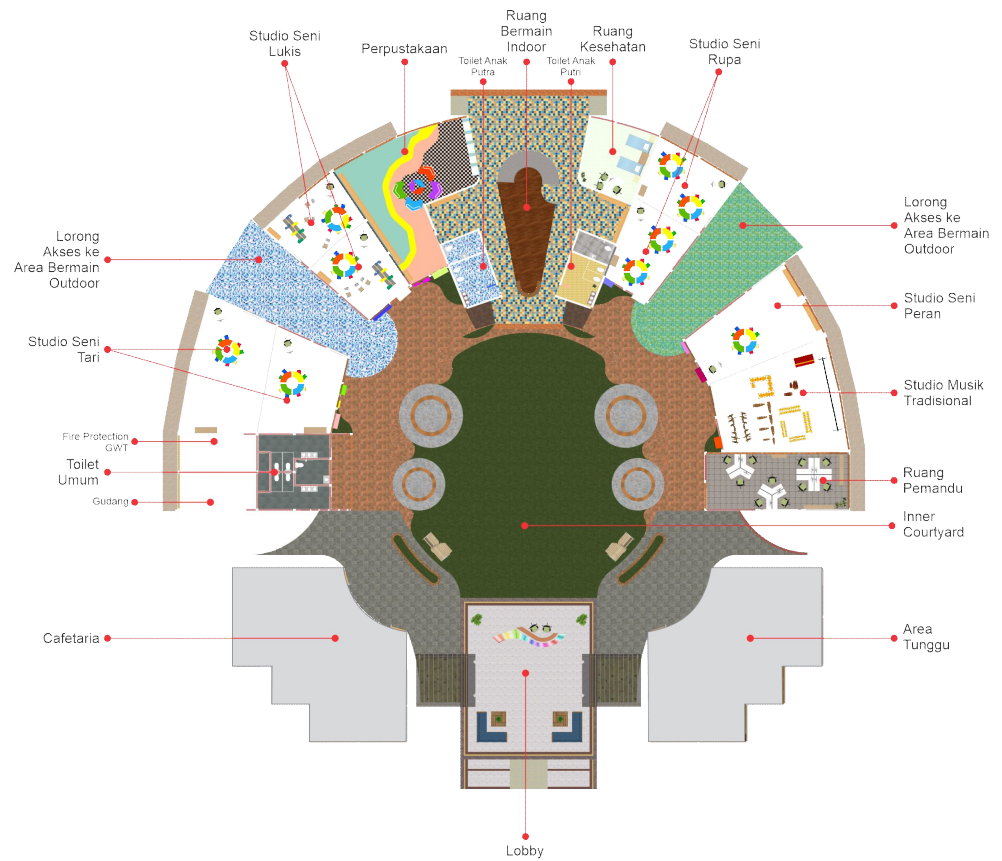 Studio Seni
Lukis
Perpustakaan
Ruang
Bermain
Indoor
Ruang
Kesehatan
Studio Seni
Rupa
Toilet Anak
Putra
Toilet Anak
Putri
Lorong
Akses ke
Area Bermain
Outdoor
Lorong
Akses ke
Area Bermain
Outdoor
Studio Seni
Tari
Studio Seni
Peran
Studio Musik
Tradisional
Fire Protection
GWT
Toilet
Umum
Gudang
Ruang
Pemandu
Inner
Courtyard
Cafetaria
Area
Tunggu
Lobby